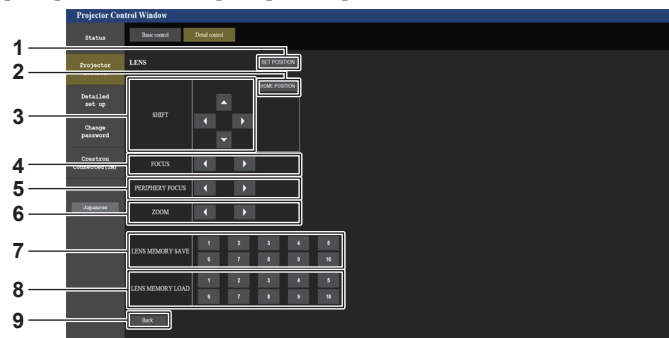 Projector Control Window
Status
Basic control
Detail control
1
LENS
SET POSITION
2
HOME POSITION
Projector
3
SHIFT
Detailed
set up
Change
password
4
FOCUS
Crestron
Connected(TM)
5
PERIPHERY FOCUS
6
ZOOM
Japanese
7
LENS MEMORY SAVE
1 2 3 4 5
6 7 8 9 10
8
LENS MEMORY LOAD
1 2 3 4 5
6 7 8 9 10
9
Back